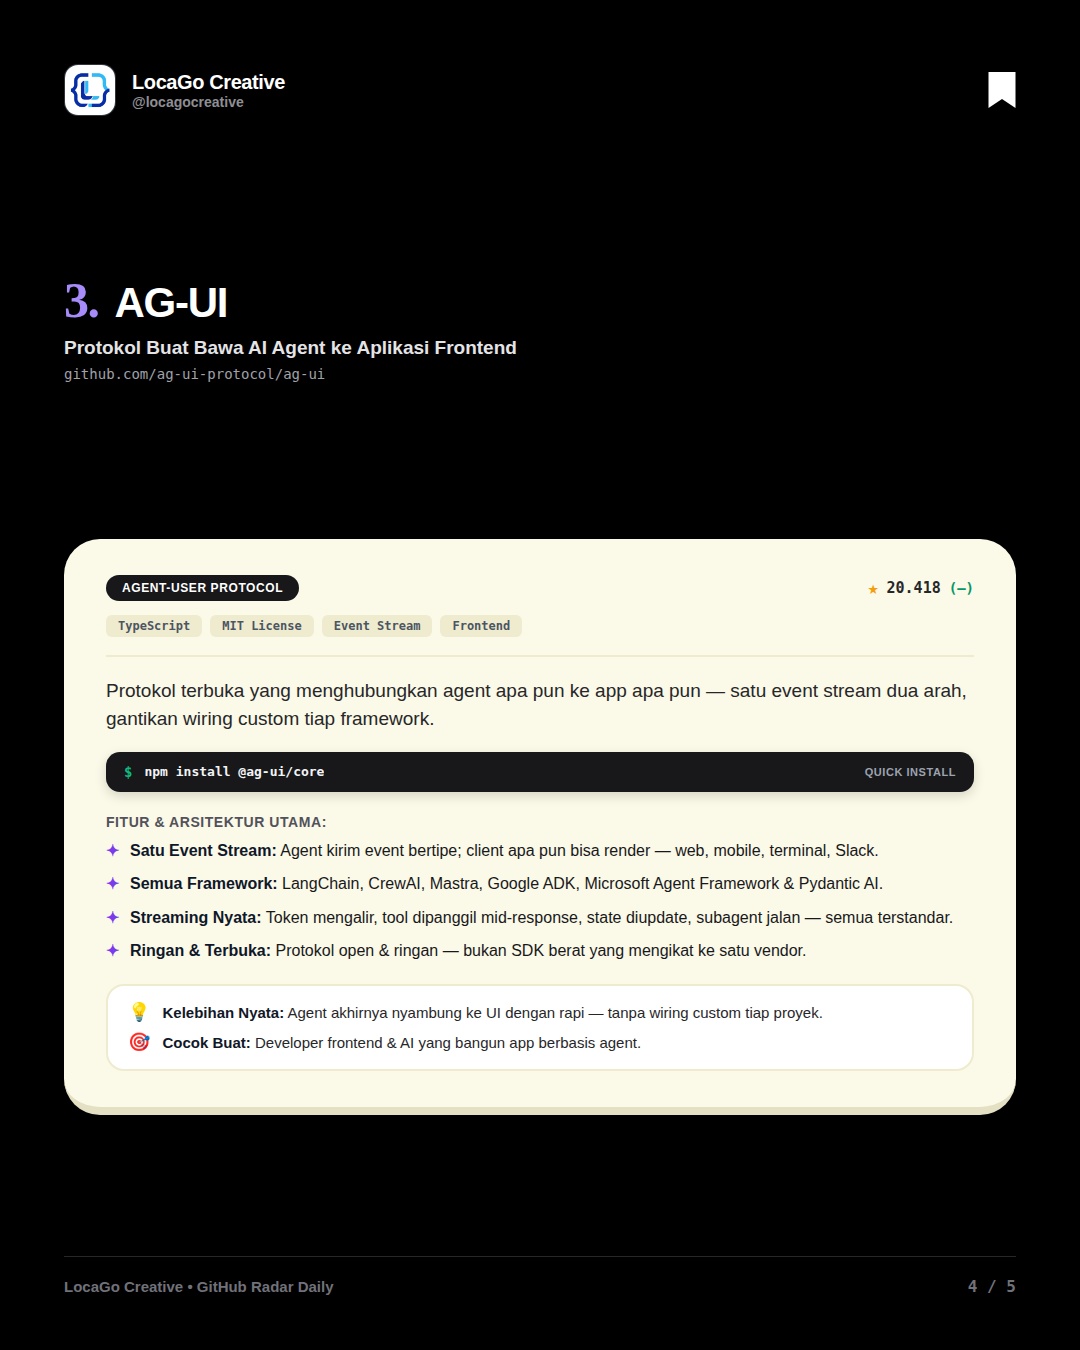 LocaGo Creative
@locagocreative
3. AG-UI
Protokol Buat Bawa AI Agent ke Aplikasi Frontend
github.com/ag-ui-protocol/ag-ui
AGENT-USER PROTOCOL
★ 20.418 (—)
TypeScript MIT License Event Stream Frontend
Protokol terbuka yang menghubungkan agent apa pun ke app apa pun — satu event stream dua arah,
gantikan wiring custom tiap framework.
$ npm install @ag-ui/core QUICK INSTALL
FITUR & ARSITEKTUR UTAMA:
✦ Satu Event Stream: Agent kirim event bertipe; client apa pun bisa render — web, mobile, terminal, Slack.
✦ Semua Framework: LangChain, CrewAI, Mastra, Google ADK, Microsoft Agent Framework & Pydantic AI.
✦ Streaming Nyata: Token mengalir, tool dipanggil mid-response, state diupdate, subagent jalan — semua terstandar.
✦ Ringan & Terbuka: Protokol open & ringan — bukan SDK berat yang mengikat ke satu vendor.
💡 Kelebihan Nyata: Agent akhirnya nyambung ke UI dengan rapi — tanpa wiring custom tiap proyek.
🎯 Cocok Buat: Developer frontend & AI yang bangun app berbasis agent.
LocaGo Creative • GitHub Radar Daily
4 / 5